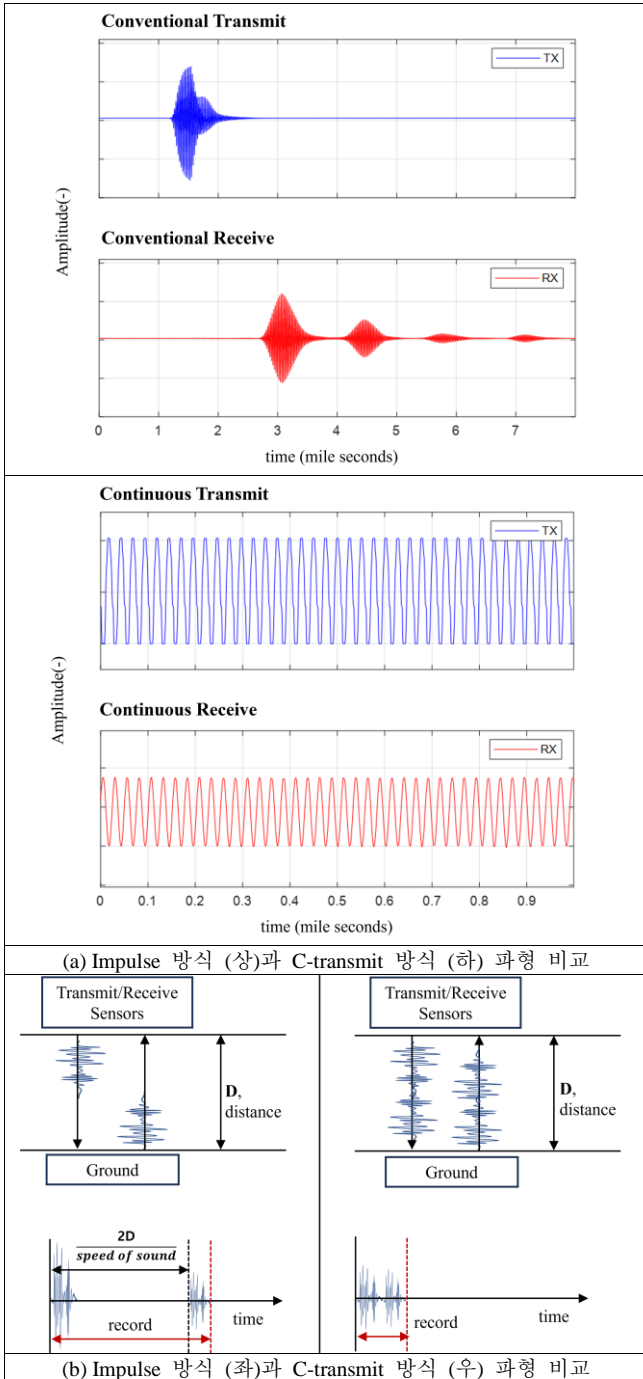 Conventional Transmit
TX
Conventional Receive
RX
Amplitude(-)
0 1 2 3 4 5 6 7
time (mile seconds)
Continuous Transmit
TX
Continuous Receive
RX
Amplitude(-)
0 0.1 0.2 0.3 0.4 0.5 0.6 0.7 0.8 0.9
time (mile seconds)
(a) Impulse 방식 (상)과 C-transmit 방식 (하) 파형 비교
Transmit/Receive
Sensors
D,
distance
Ground
2D
speed of sound
time
record
Transmit/Receive
Sensors
D,
distance
Ground
time
record
(b) Impulse 방식 (좌)과 C-transmit 방식 (우) 파형 비교